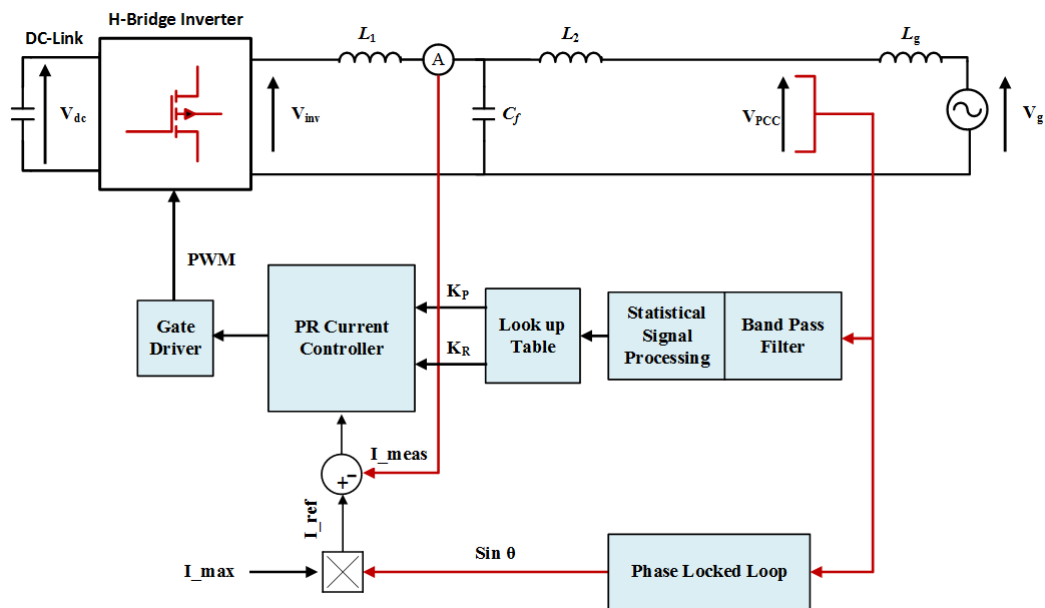 H-Bridge Inverter
DC-Link
L1
A
L2
Lg
Vdc
Vinv
Cf
VPCC
Vg
PWM
Gate
Driver
PR Current
Controller
KP
KR
Look up
Table
Statistical
Signal
Processing
Band Pass
Filter
I_meas
+
-
I_ref
I_max
Sin θ
Phase Locked Loop